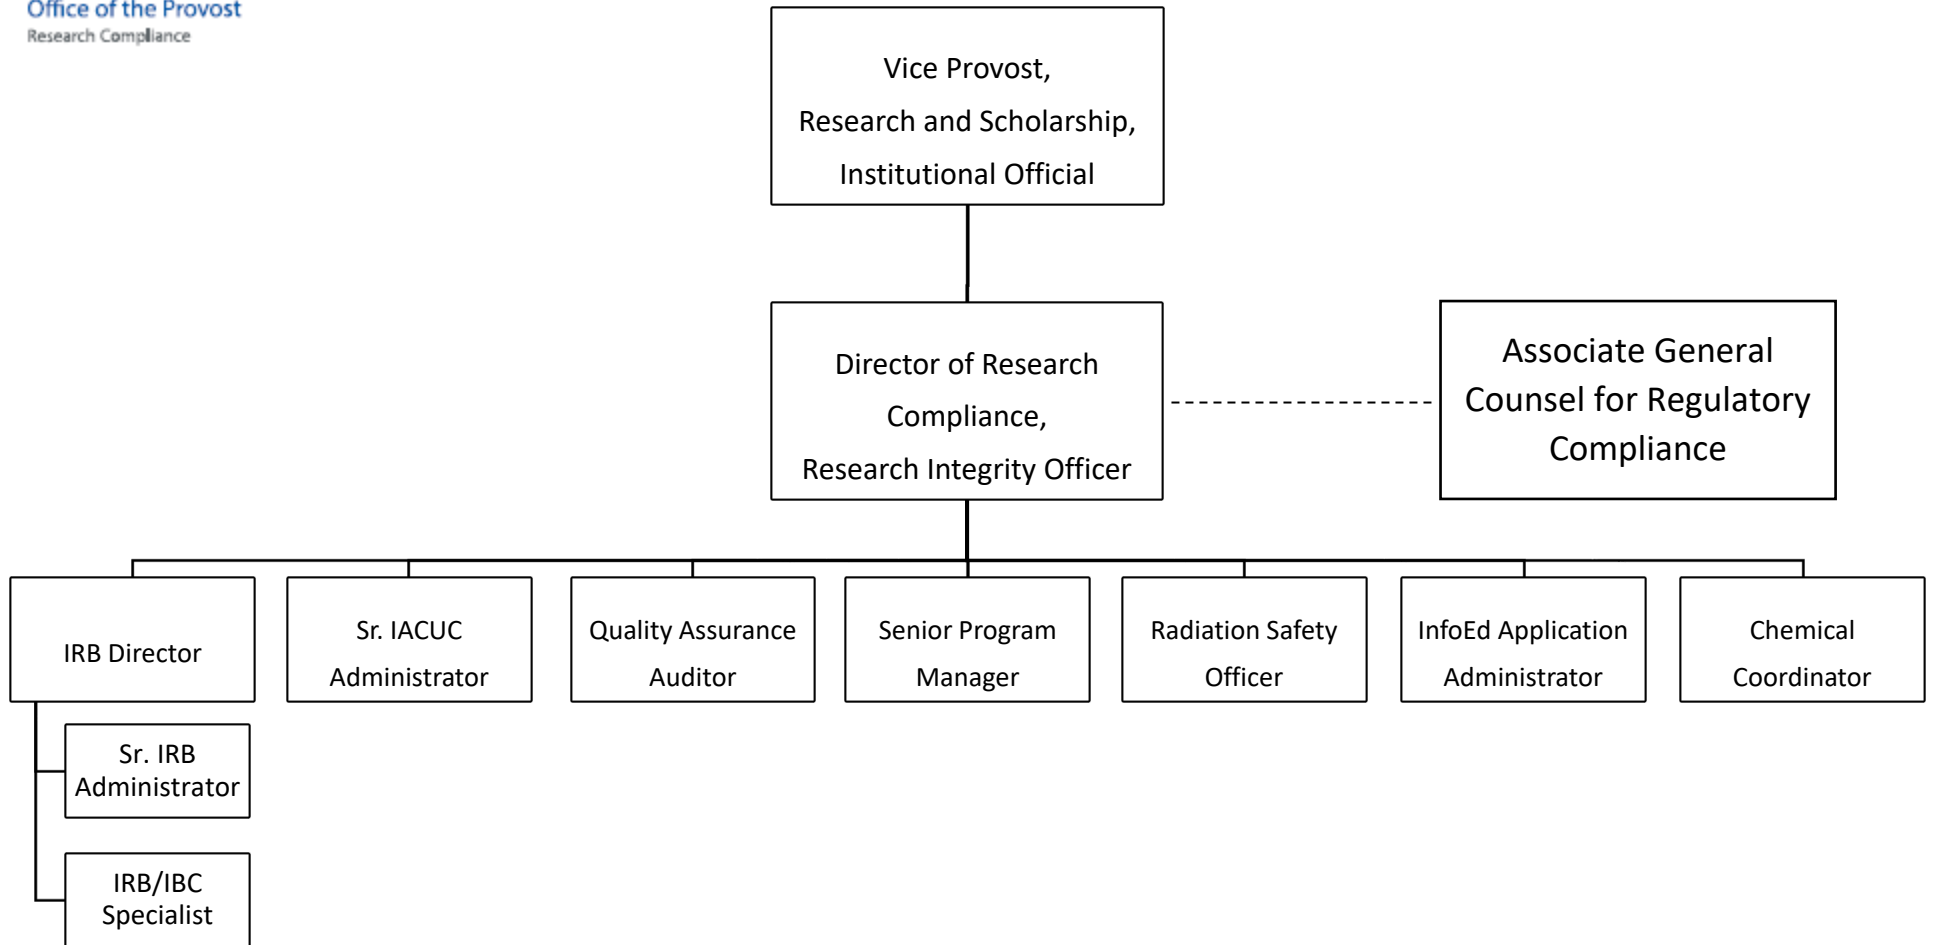 Office of the Provost
Research Compliance
Vice Provost,
Research and Scholarship,
Institutional Official
Director of Research
Compliance,
Research Integrity Officer
Associate General
Counsel for Regulatory
Compliance
IRB Director
Sr. IACUC
Administrator
Quality Assurance
Auditor
Senior Program
Manager
Radiation Safety
Officer
InfoEd Application
Administrator
Chemical
Coordinator
Sr. IRB
Administrator
IRB/IBC
Specialist